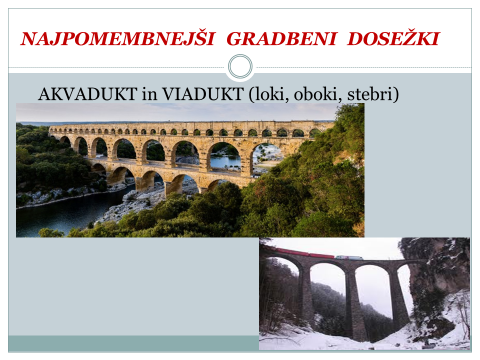 NAJPOMEMBNEJŠI GRADBENI DOSEŽKI
AKVADUKT in VIADUKT (loki, oboki, stebri)